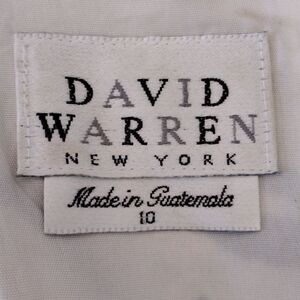 DAVID
WARREN
NEW YORK
Made in Guatemala
10